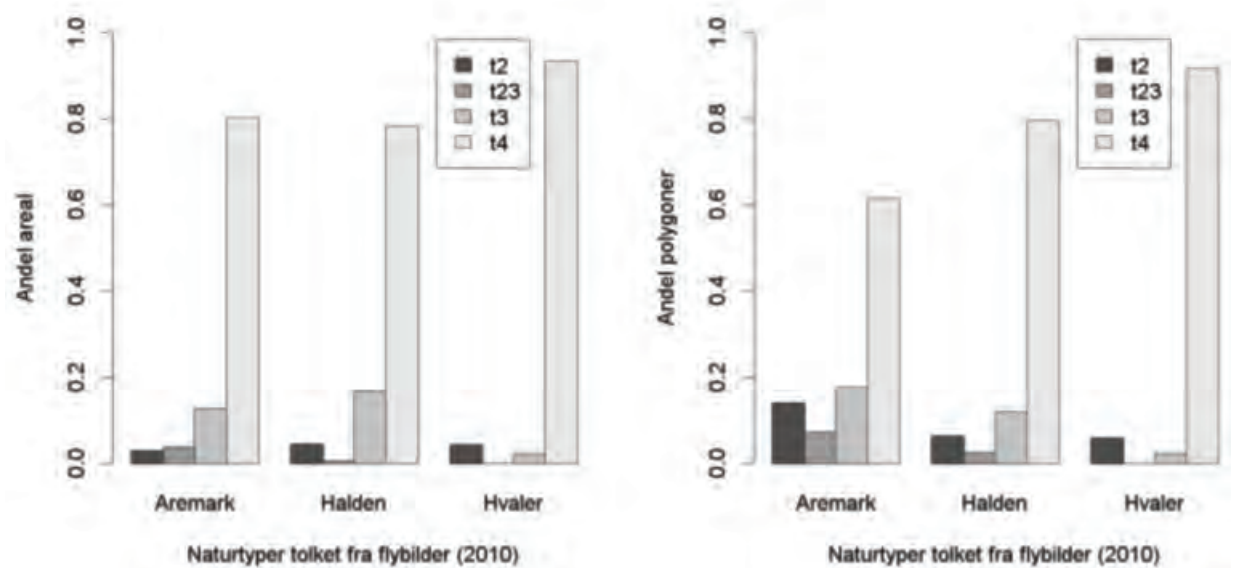 Andel areal
1.0
0.8
0.6
0.4
0.2
0.0
t2
t23
t3
t4
Aremark
Halden
Hvaler
Naturtyper tolket fra flybilder (2010)
Andel polygoner
1.0
0.8
0.6
0.4
0.2
0.0
t2
t23
t3
t4
Aremark
Halden
Hvaler
Naturtyper tolket fra flybilder (2010)